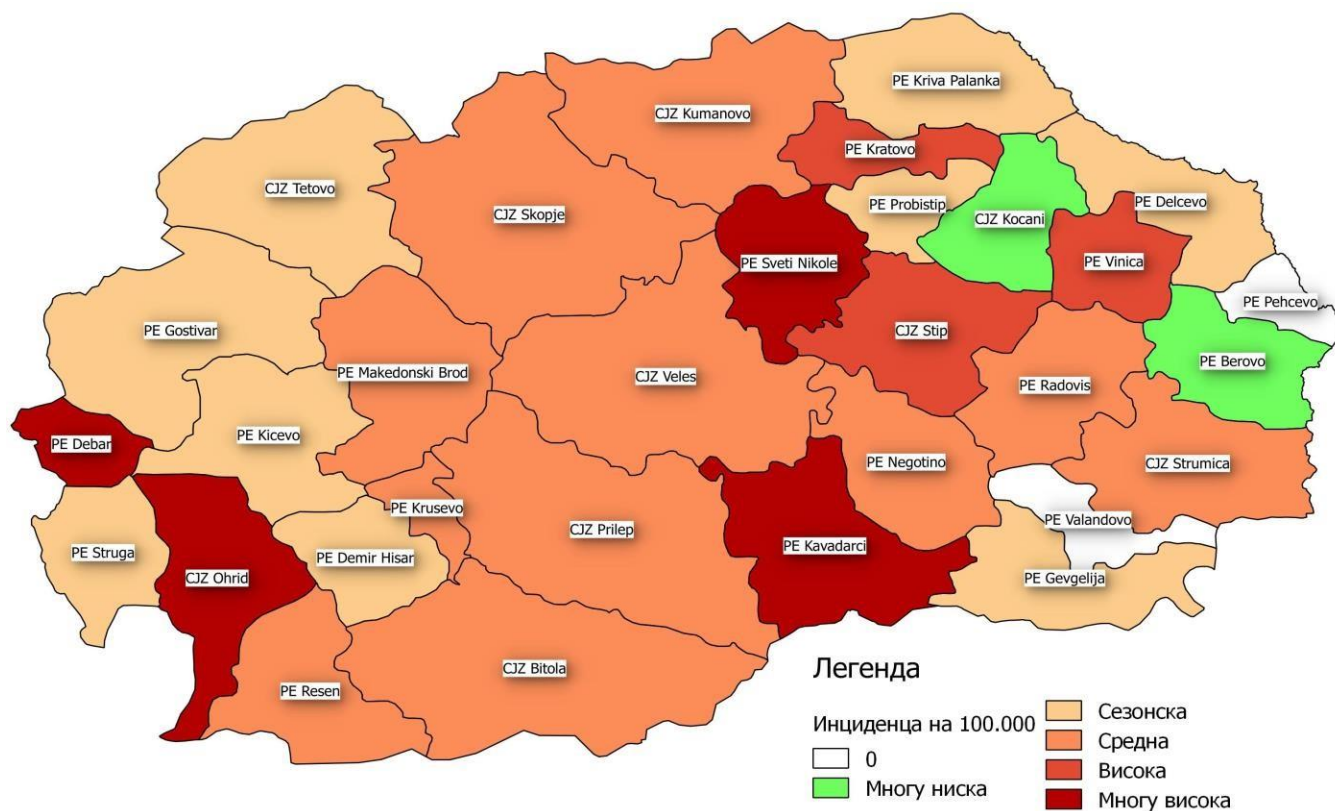 PE Kriva Palanka
CJZ Kumanovo
PE Kratovo
CJZ Tetovo
PE Probistip
PE Delcevo
CJZ Skopje
CJZ Kocani
PE Sveti Nikole
PE Vinica
PE Pehcevo
PE Gostivar
CJZ Stip
PE Berovo
PE Makedonski Brod
CJZ Veles
PE Radovis
PE Debar
PE Kicevo
PE Negotino
CJZ Strumica
PE Krusevo
CJZ Prilep
PE Valandovo
PE Struga
PE Demir Hisar
PE Kavadarci
CJZ Ohrid
PE Gevgelija
CJZ Bitola
PE Resen
Легенда
Инциденца на 100.000
0
Многу ниска
Сезонска
Средна
Висока
Многу висока